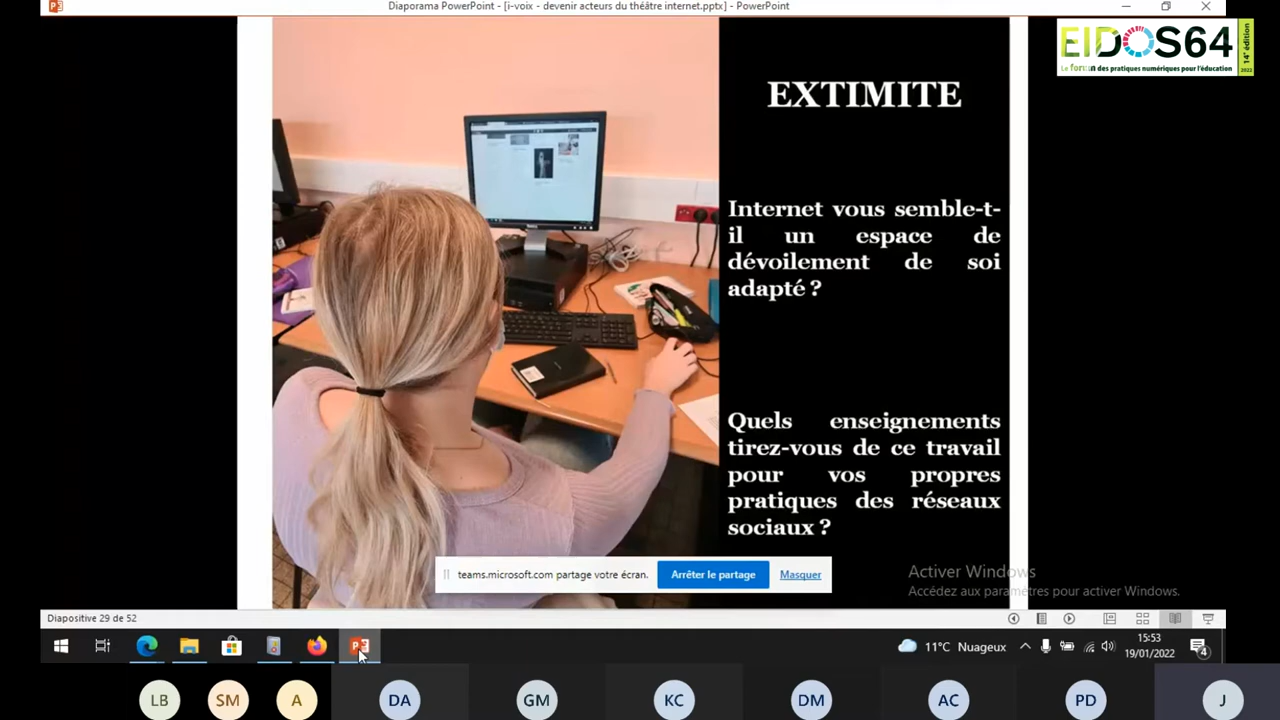 Diaporama PowerPoint - [i-voix - devenir acteurs du théâtre internet.pptx] - PowerPoint
EIDOS64
Le forum des pratiques numériques pour l'éducation
14e édition
2022
EXTIMITE
Internet vous semble-t-
il un espace de
dévoilement de soi
adapté ?
Quels enseignements
tirez-vous de ce travail
pour vos propres
pratiques des réseaux
sociaux ?
teams.microsoft.com partage votre écran.
Arrêter le partage
Masquer
Activer Windows
Accédez aux paramètres pour activer Windows.
Diapositive 29 de 52
11°C Nuageux
15:53
19/01/2022
4
LB
SM
A
DA
GM
KC
DM
AC
PD
J